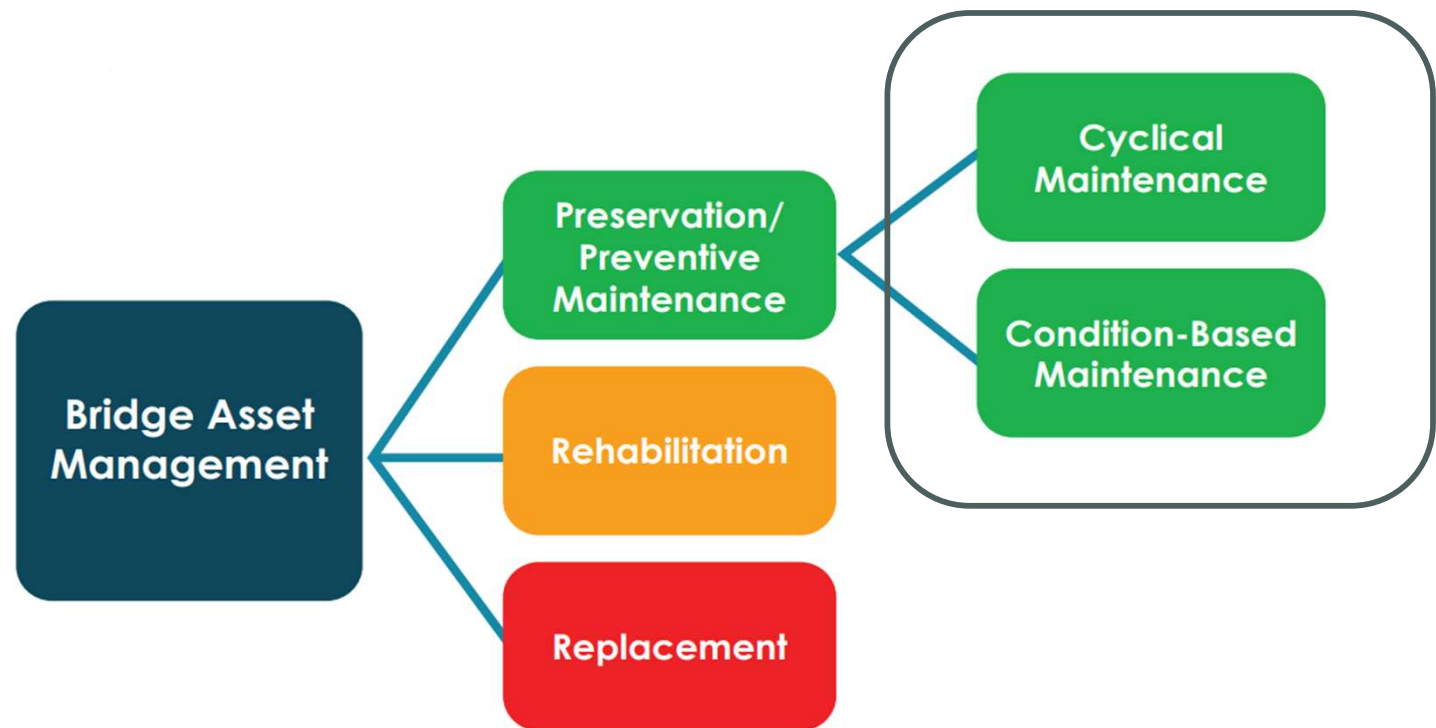 Bridge Asset
Management
Preservation/
Preventive
Maintenance
Rehabilitation
Replacement
Cyclical
Maintenance
Condition-Based
Maintenance